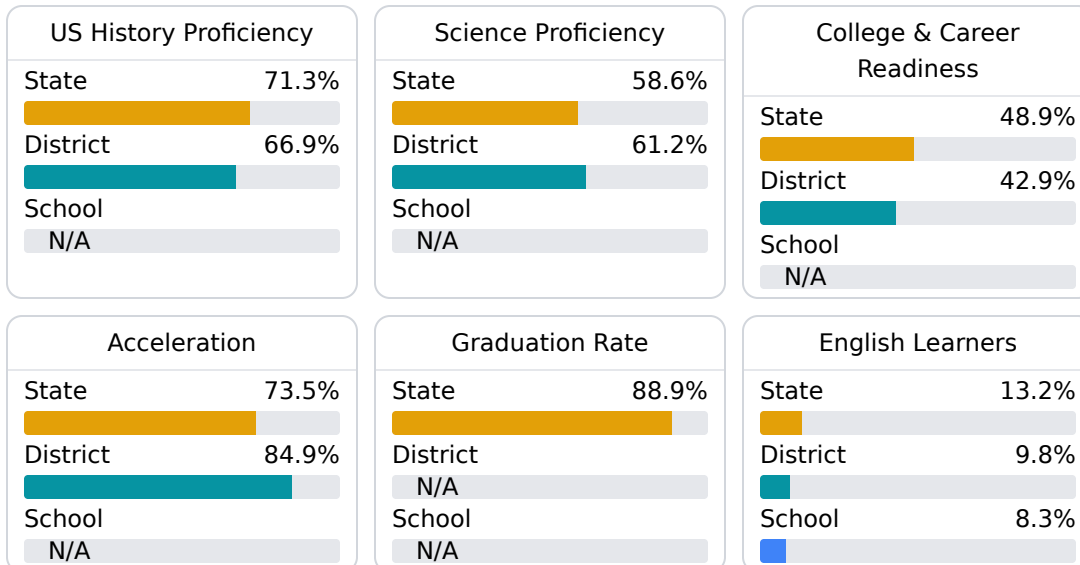 US History Proficiency
State 71.3%
District 66.9%
School
N/A
Science Proficiency
State 58.6%
District 61.2%
School
N/A
College & Career
Readiness
State 48.9%
District 42.9%
School
N/A
Acceleration
State 73.5%
District 84.9%
School
N/A
Graduation Rate
State 88.9%
District
N/A
School
N/A
English Learners
State 13.2%
District 9.8%
School 8.3%